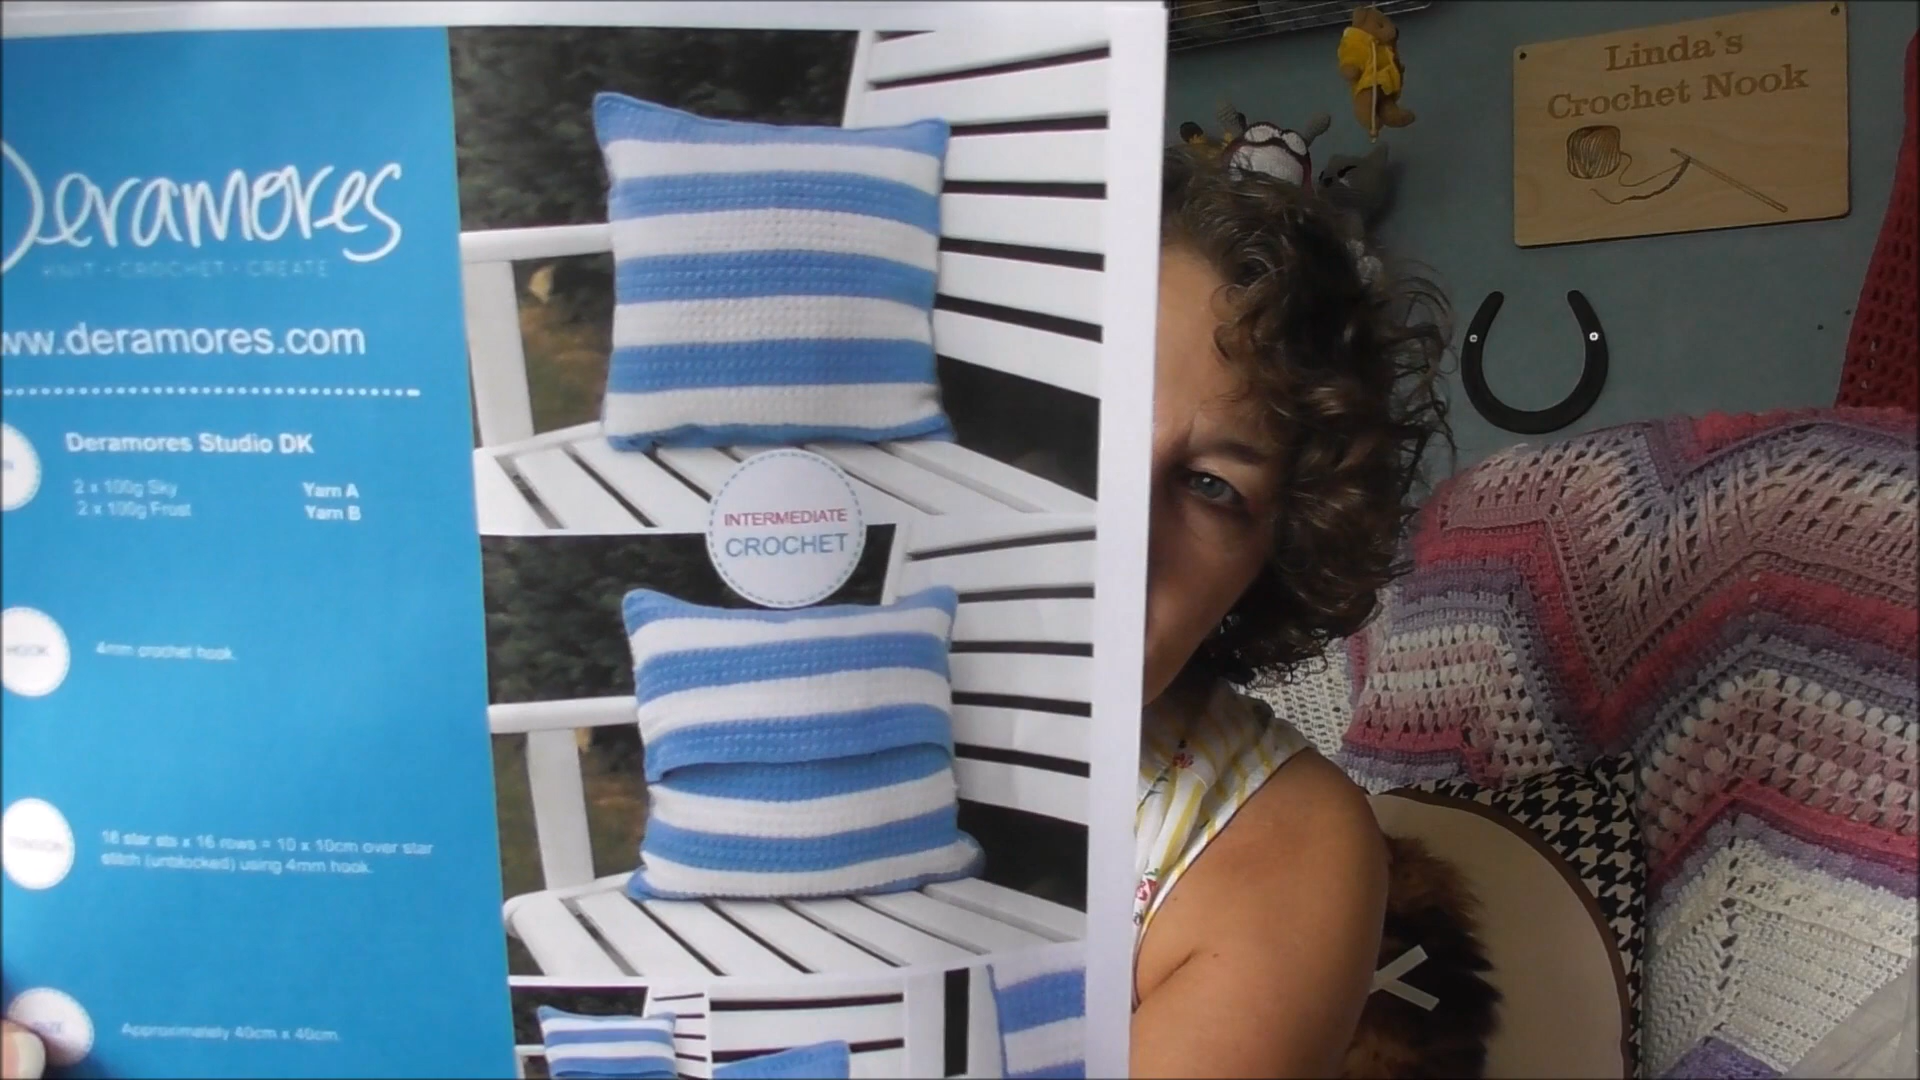 Deramores
KNIT • CROCHET • CREATE
ww.deramores.com
Deramores Studio DK
2 x 100g Sky Yarn A
2 x 100g Frost Yarn B
HOOK
4mm crochet hook.
TENSION
16 star sts x 16 rows = 10 x 10cm over star
stitch (unblocked) using 4mm hook.
Approximately 40cm x 40cm.
INTERMEDIATE
CROCHET
Linda's
Crochet Nook